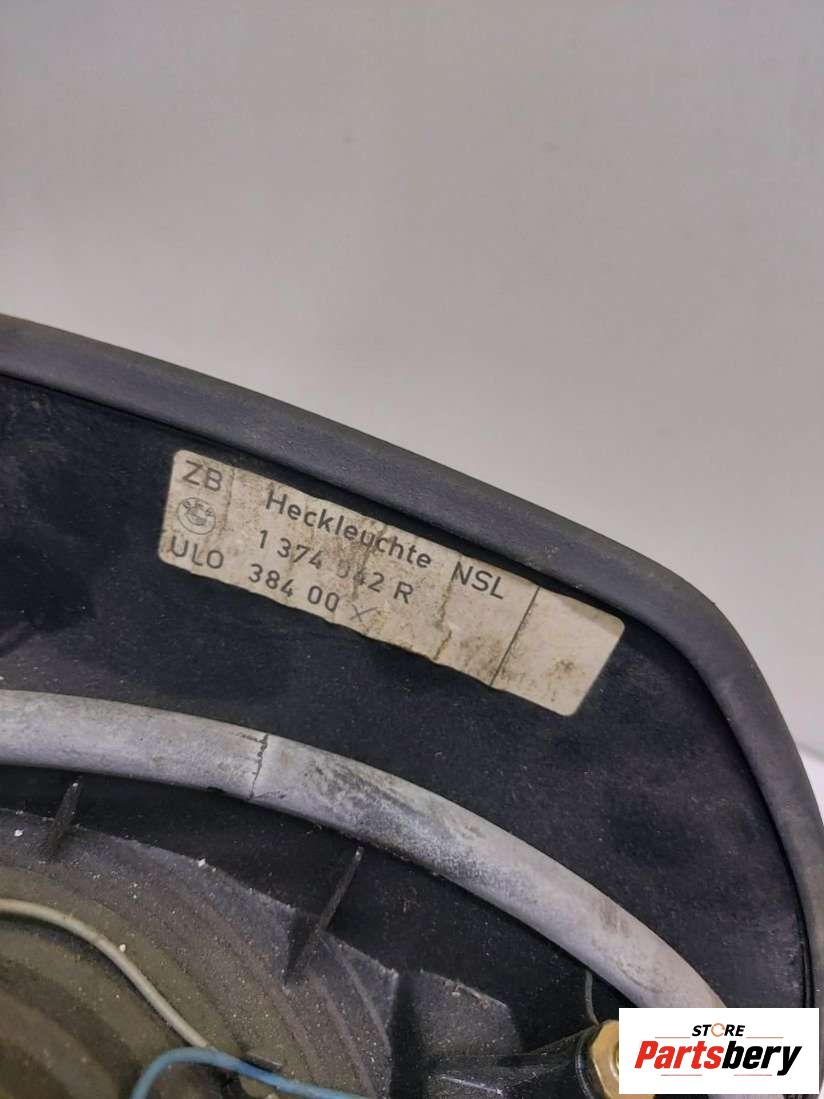 ZB Heckleuchte NSL
1 374 042 R
ULO 384 00 X
STORE
Partsbery